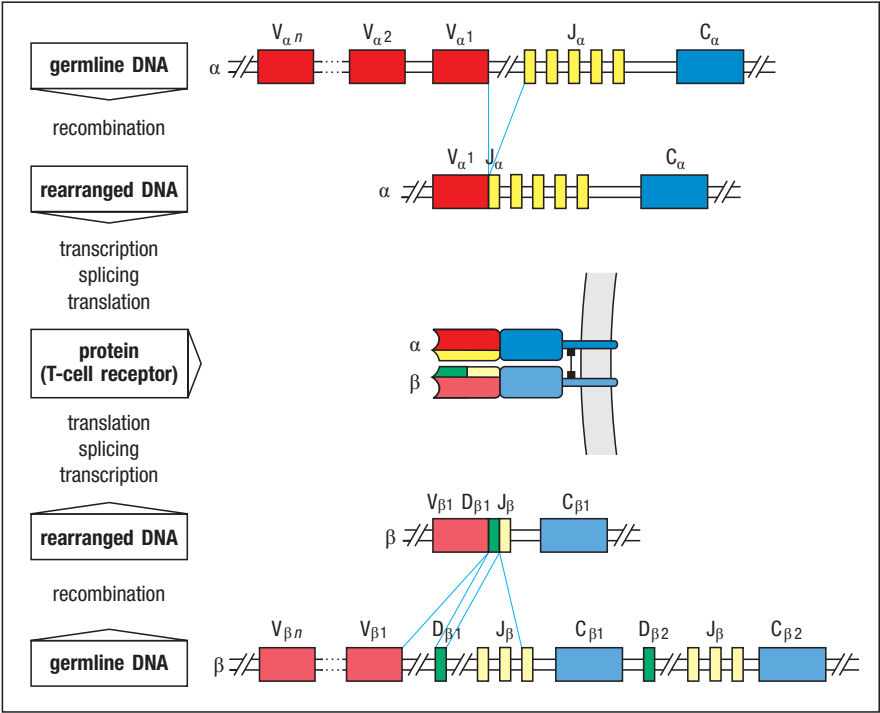 Vαn Vα2 Vα1 Jα Cα
germline DNA α
recombination
Vα1 Jα Cα
rearranged DNA α
transcription
splicing
translation
protein
(T-cell receptor)
α
β
translation
splicing
transcription
Vβ1 Dβ1 Jβ Cβ1
rearranged DNA β
recombination
Vβn Vβ1 Dβ1 Jβ Cβ1 Dβ2 Jβ Cβ2
germline DNA β